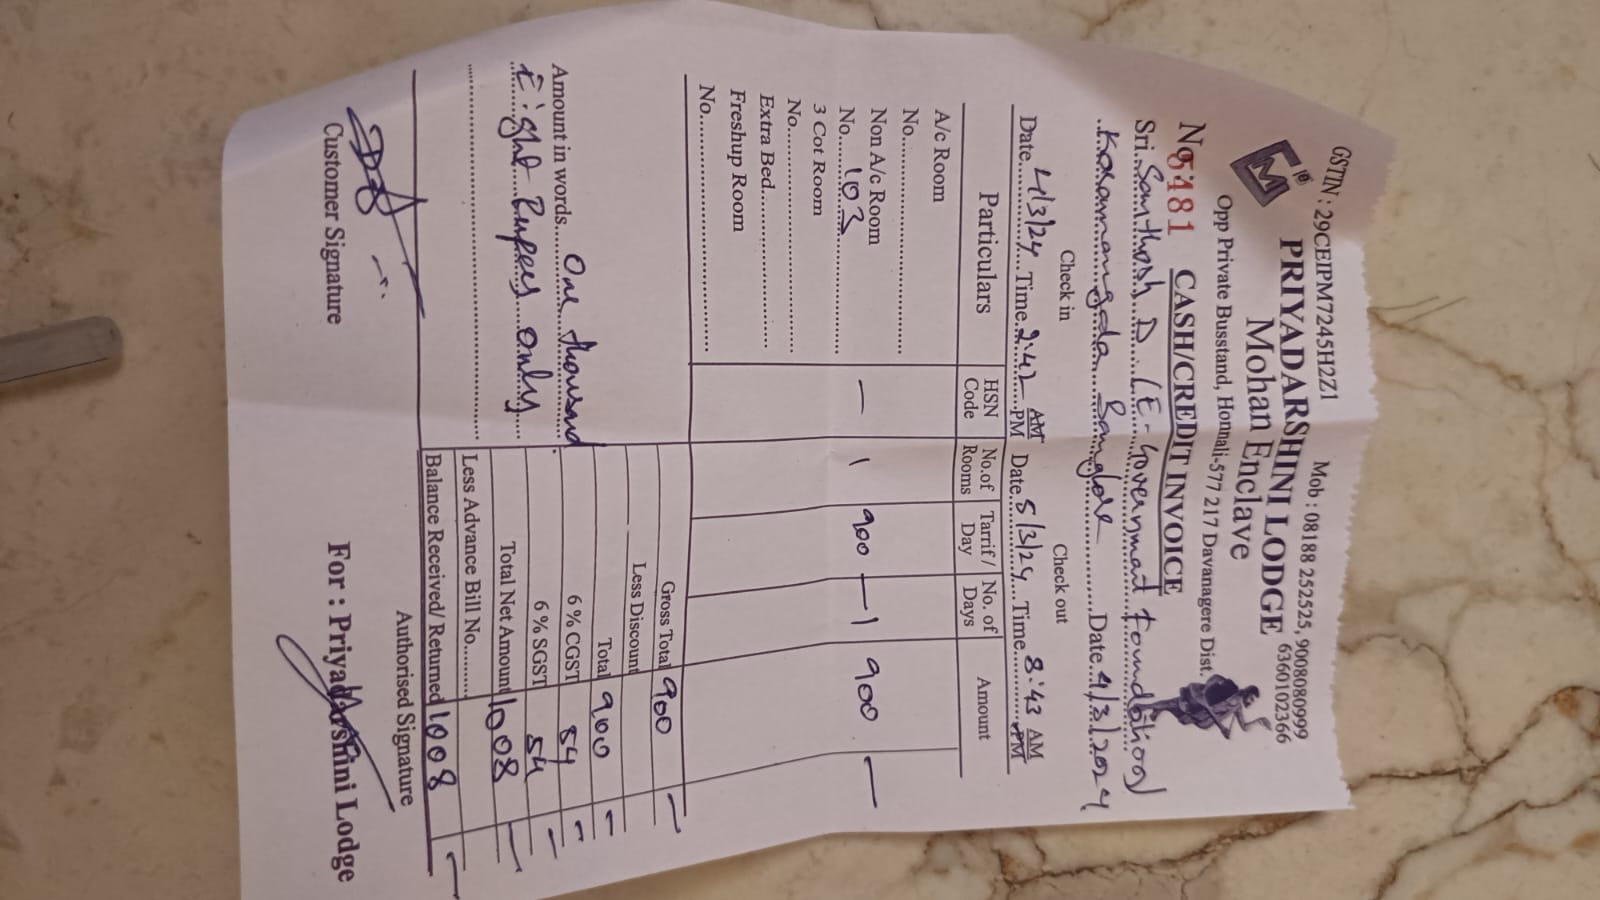 GSTIN : 29CEIPM7245H2Z1 Mob : 08188 252525, 9008080999
6360102366
PRIYADARSHINI LODGE
Mohan Enclave
Opp Private Busstand, Honnali-577 217 Davanagere Dist
No. 5481 CASH/CREDIT INVOICE
Sri. Santhosh D. (E-Government
Date. 4/3/2024
Check in Check out
Date. 4/3/24 Time. 2:42 AM PM Date. 5/3/24 Time. 8:43 AM PM
Particulars HSN Code No.of Rooms Tarif / Day No. of Days Amount
A/c Room
No.
Non A/c Room
No. 103 — 1 900 — 1 900 —
3 Cot Room
No.
Extra Bed
Freshup Room
No.
Gross Total 900 —
Less Discount
Total 900 —
6 % CGST 54 —
6 % SGST 54 —
Total Net Amount 1008 —
Less Advance Bill No.
Balance Received/ Returned 1008 —
Amount in words One thousand
Eight Rupees only
Authorised Signature
Customer Signature For : Priyadarshini Lodge